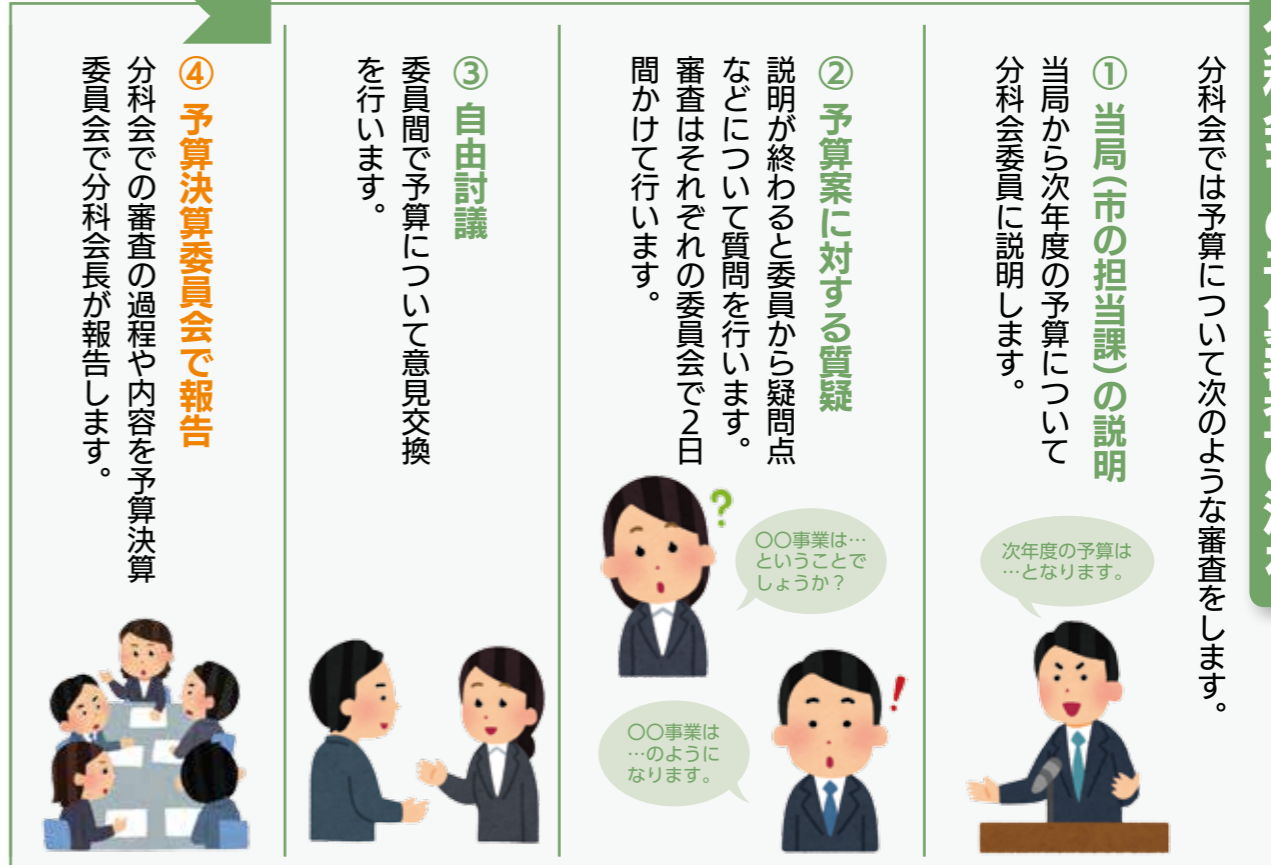 分科会では予算について次のような審査をします。
① 当局(市の担当課)の説明
当局から次年度の予算について
分科会委員に説明します。
次年度の予算は
…となります。
② 予算案に対する質疑
説明が終わると委員から疑問点
などについて質問を行います。
審査はそれぞれの委員会で2日
間かけて行います。
?
〇〇事業は…
ということで
しょうか?
!
〇〇事業は
…のように
なります。
③ 自由討議
委員間で予算について意見交換
を行います。
④ 予算決算委員会で報告
分科会での審査の過程や内容を予算決算
委員会で分科会長が報告します。